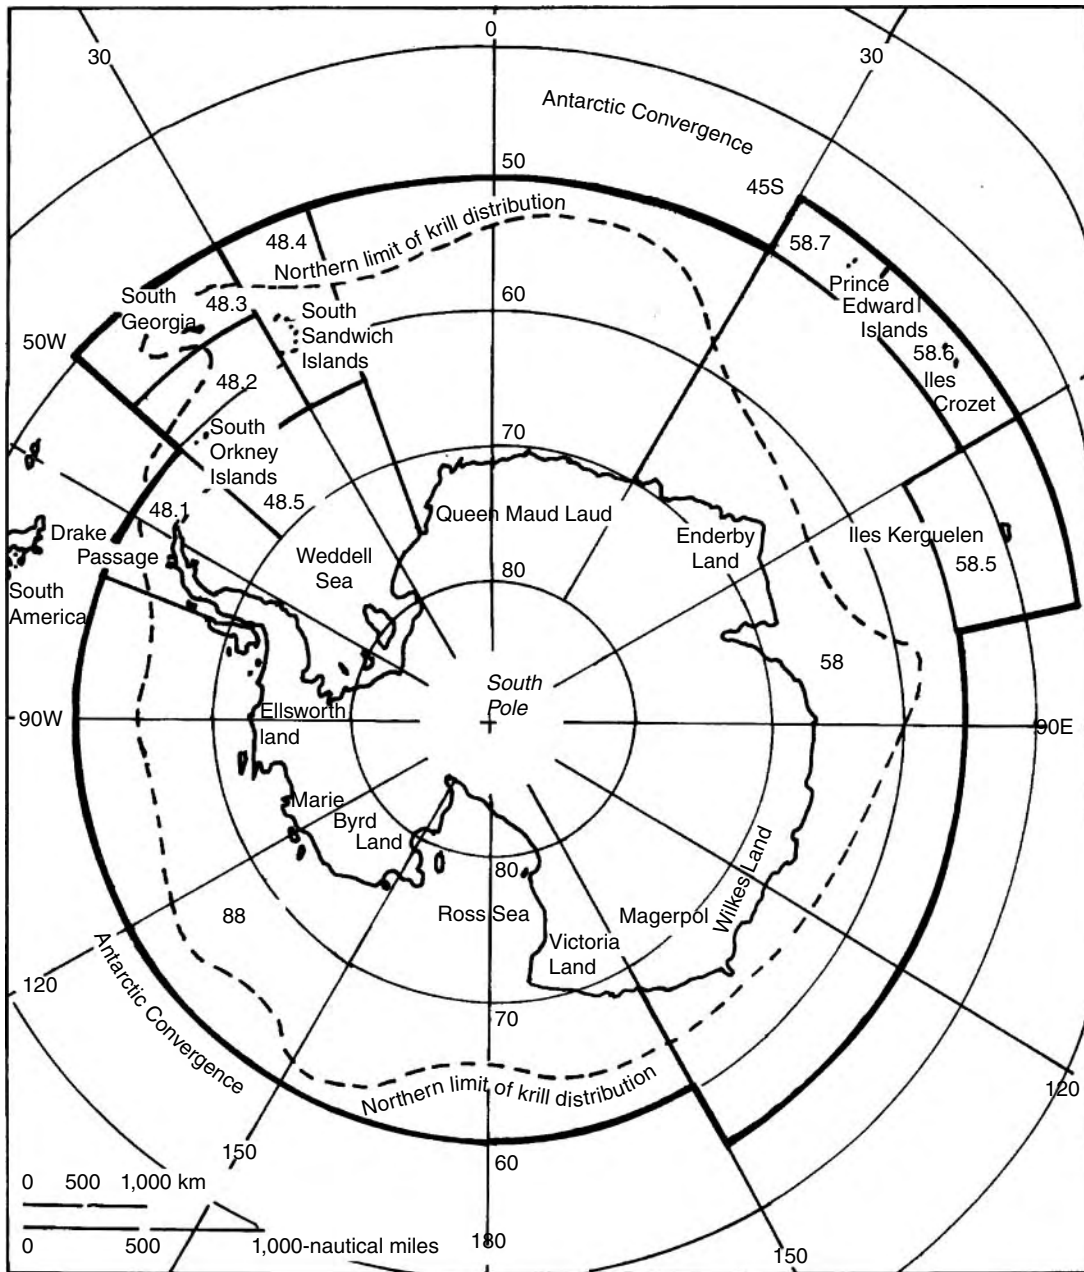 0
30
30
Antarctic Convergence
50
45S
58.7
48.4
Northern limit of krill distribution
Prince
Edward
Islands
South
Georgia
48.3
60
South
Sandwich
Islands
50W
58.6
Iles
Crozet
48.2
South
Orkney
Islands
70
48.5
48.1
Queen Maud Laud
Drake
Passage
Enderby
Land
Iles Kerguelen
Weddell
Sea
58.5
80
South
America
58
South
Pole
90W
Ellsworth
land
90E
Marie
Byrd
Land
80
88
Ross Sea
Magerpol
Wilkes Land
Victoria
Land
Antarctic Convergence
120
70
Northern limit of krill distribution
120
150
60
0 500 1,000 km
180
0 500 1,000-nautical miles
150